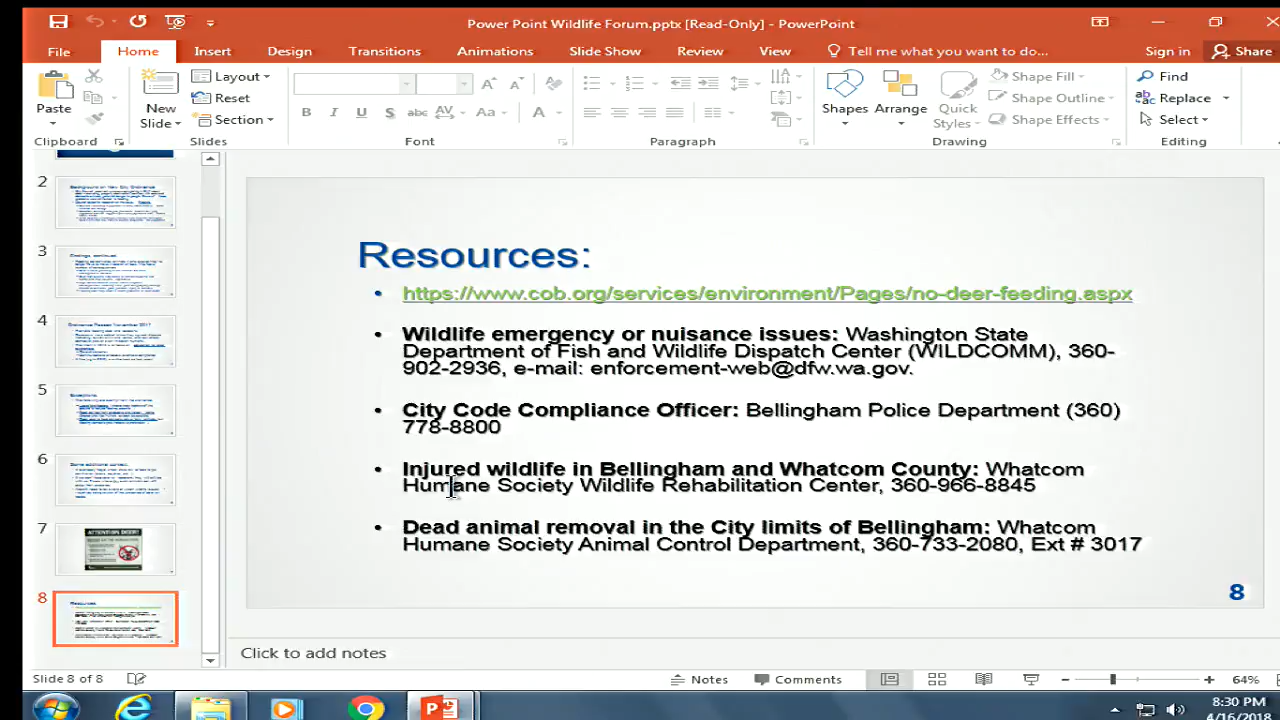 Power Point Wildlife Forum.pptx [Read-Only] - PowerPoint
File Home Insert Design Transitions Animations Slide Show Review View Tell me what you want to do... Sign in Share
Paste
New Slide
Layout
Reset
Section
Shapes
Arrange
Quick Styles
Shape Fill
Shape Outline
Shape Effects
Find
Replace
Select
Clipboard Slides Font Paragraph Drawing Editing
2
3
4
5
6
7
ATTENTION
8
Resources:
• https://www.cob.org/services/environment/Pages/no-deer-feeding.aspx
• Wildlife emergency or nuisance issues: Washington State
Department of Fish and Wildlife Dispatch Center (WILDCOMM), 360-
902-2936, e-mail: enforcement-web@dfw.wa.gov.
• City Code Compliance Officer: Bellingham Police Department (360)
778-8800
• Injured wildlife in Bellingham and Whatcom County: Whatcom
Humane Society Wildlife Rehabilitation Center, 360-966-8845
• Dead animal removal in the City limits of Bellingham: Whatcom
Humane Society Animal Control Department, 360-733-2080, Ext # 3017
8
Click to add notes
Slide 8 of 8 Notes Comments 64%
8:30 PM
4/16/2018